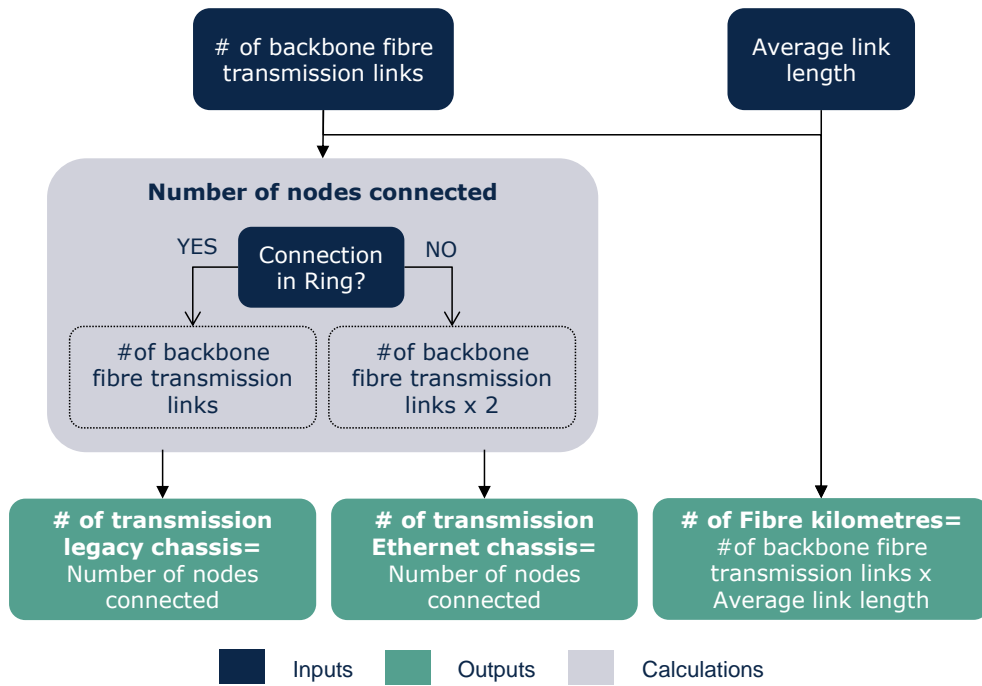 # of backbone fibre
transmission links
Average link
length
Number of nodes connected
YES
Connection
in Ring?
NO
#of backbone
fibre transmission
links
#of backbone
fibre transmission
links x 2
# of transmission
legacy chassis=
Number of nodes
connected
# of transmission
Ethernet chassis=
Number of nodes
connected
# of Fibre kilometres=
#of backbone fibre
transmission links x
Average link length
Inputs
Outputs
Calculations